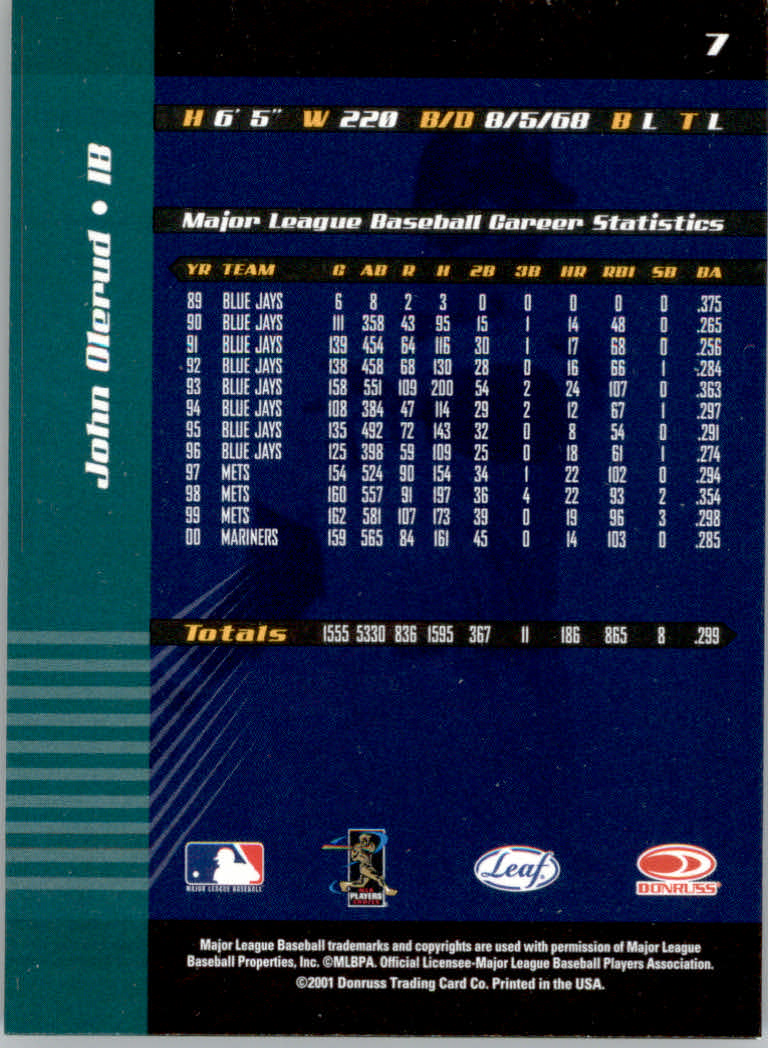 7
H 6' 5" W 220 B/D 8/5/68 B L T L
John Olerud • 1B
Major League Baseball Career Statistics
YR TEAM G AB R H 2B 3B HR RBI SB BA
89 BLUE JAYS 6 8 2 3 0 0 0 0 0 .375
90 BLUE JAYS 111 358 43 95 15 1 14 48 0 .265
91 BLUE JAYS 139 454 64 116 30 1 17 68 0 .256
92 BLUE JAYS 138 458 68 130 28 0 16 66 1 .284
93 BLUE JAYS 158 551 109 200 54 2 24 107 0 .363
94 BLUE JAYS 108 384 47 114 29 2 12 67 1 .297
95 BLUE JAYS 135 492 72 143 32 0 8 54 0 .291
96 BLUE JAYS 125 398 59 109 25 0 18 61 1 .274
97 METS 154 524 90 154 34 1 22 102 0 .294
98 METS 160 557 91 197 36 4 22 93 2 .354
99 METS 162 581 107 173 39 0 19 96 3 .298
00 MARINERS 159 565 84 161 45 0 14 103 0 .285
Totals 1555 5330 836 1595 367 11 186 865 8 .299
MAJOR LEAGUE BASEBALL
PLAYERS
CHOICE
Leaf
DONRUSS
Major League Baseball trademarks and copyrights are used with permission of Major League
Baseball Properties, Inc. ©MLBPA. Official Licensee-Major League Baseball Players Association.
©2001 Donruss Trading Card Co. Printed in the USA.